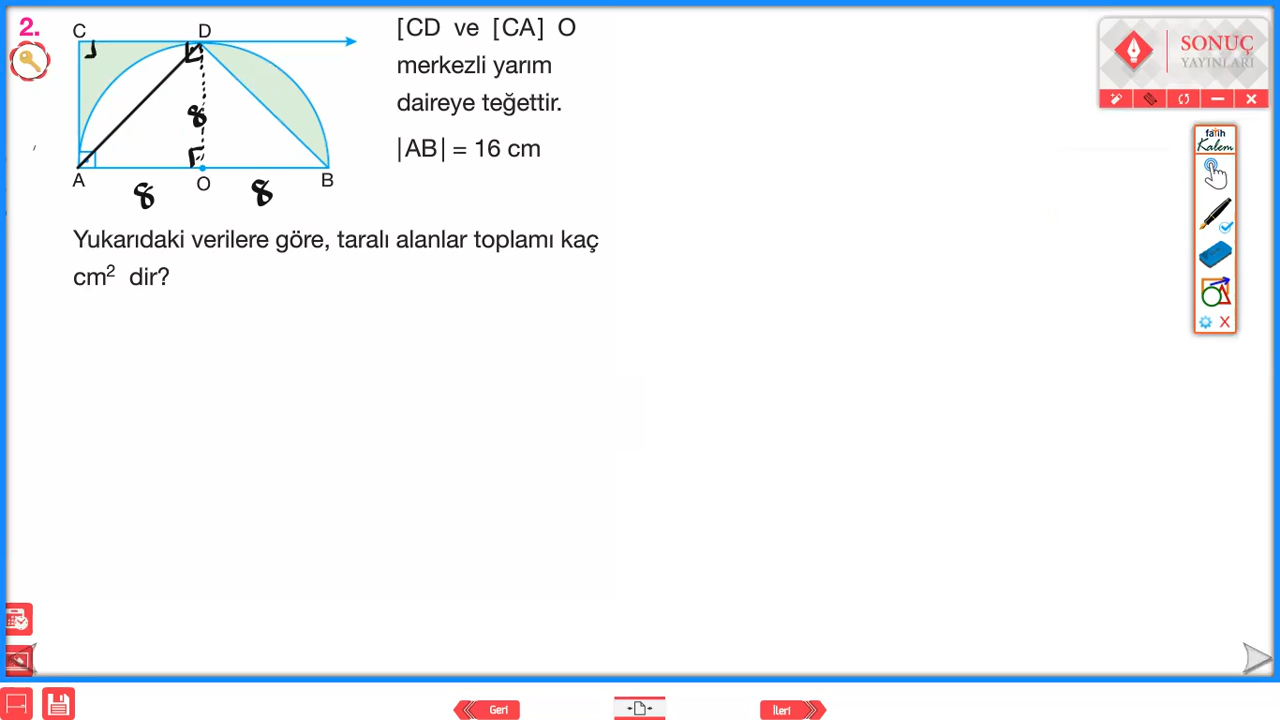 2.
C
D
A
O
B
8
8
8
[CD ve [CA] O
merkezli yarım
daireye teğettir.
|AB| = 16 cm
Yukarıdaki verilere göre, taralı alanlar toplamı kaç
cm² dir?
SONUÇ
YAYINLARI
fatih
Kalem
X
Geri
İleri